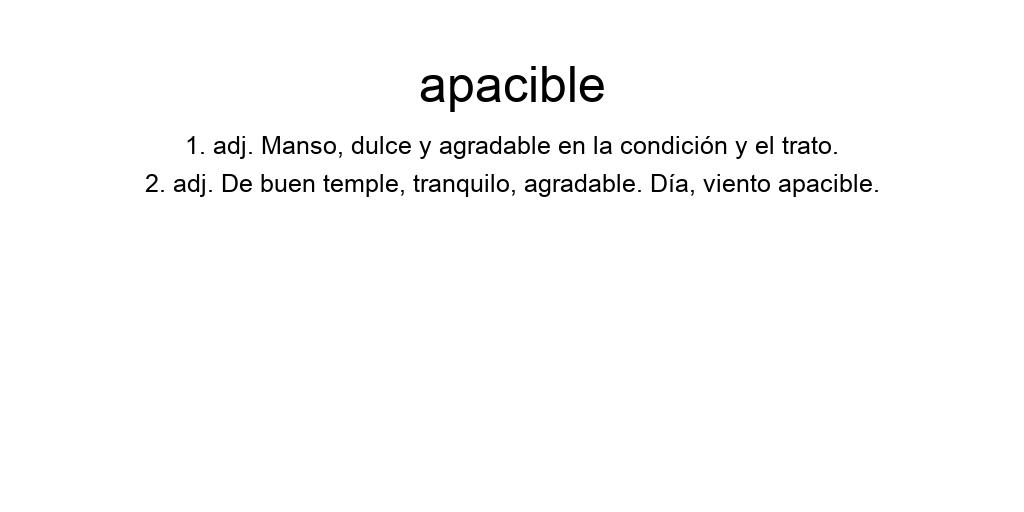 apacible
1. adj. Manso, dulce y agradable en la condición y el trato.
2. adj. De buen temple, tranquilo, agradable. Día, viento apacible.